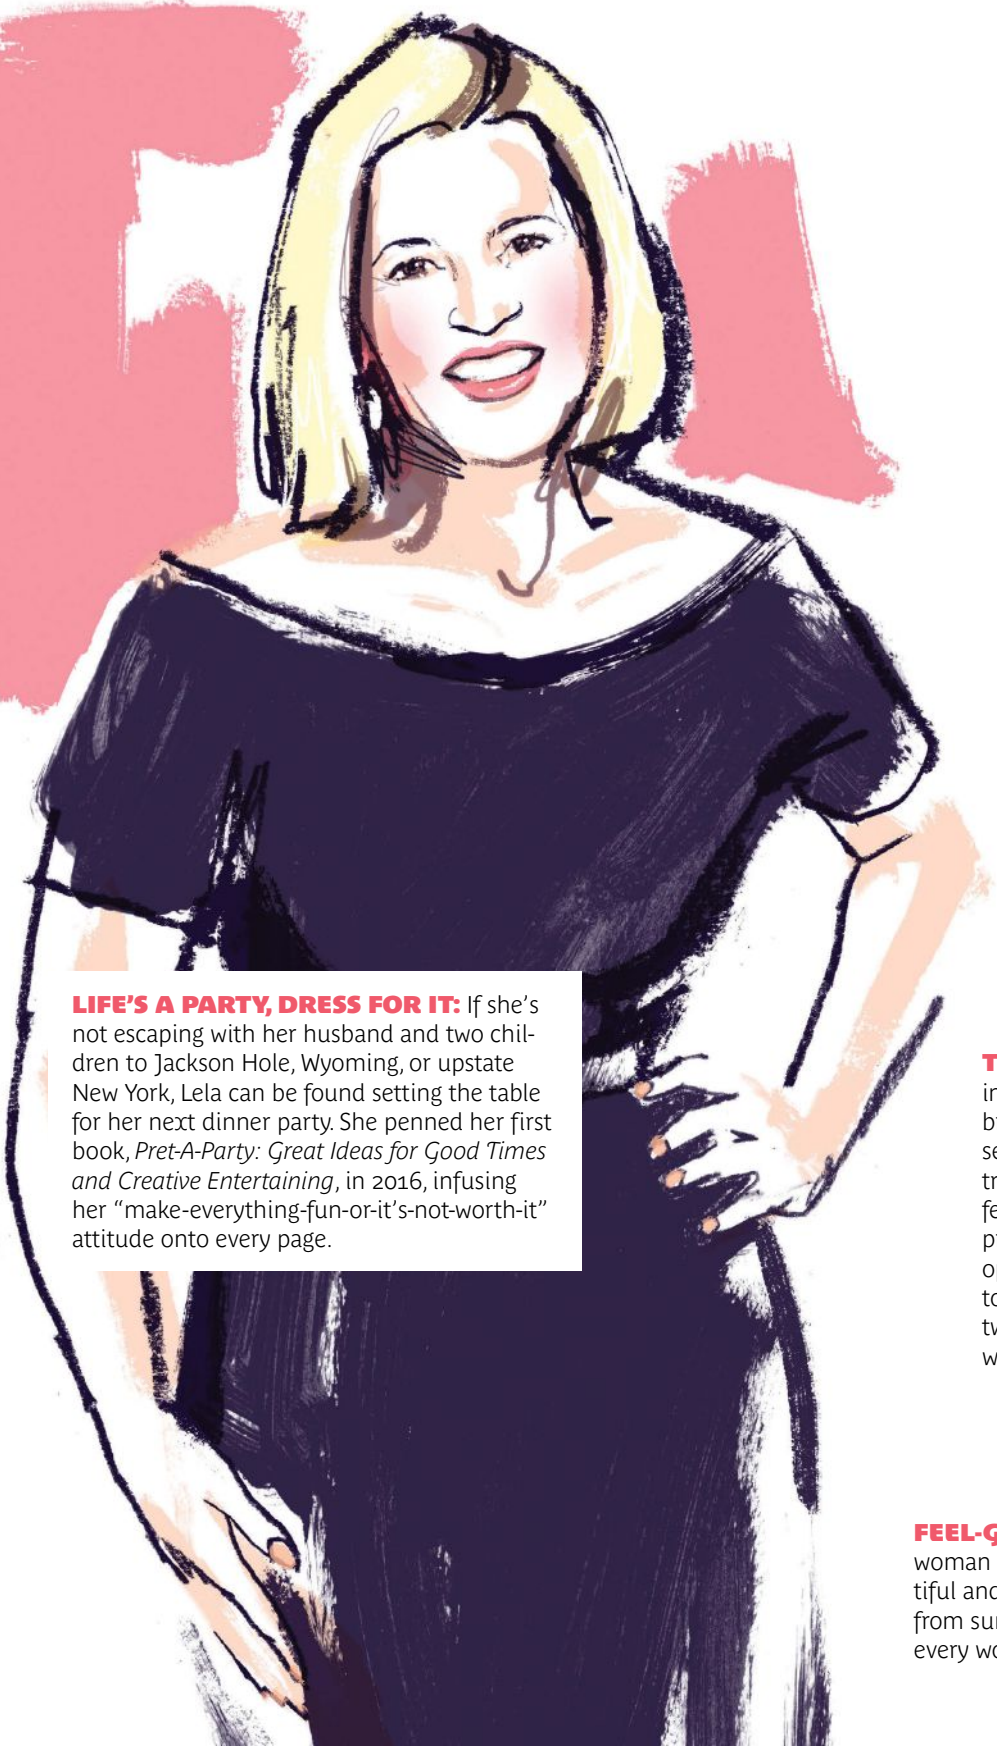 LIFE'S A PARTY, DRESS FOR IT: If she's
not escaping with her husband and two chil-
dren to Jackson Hole, Wyoming, or upstate
New York, Lela can be found setting the table
for her next dinner party. She penned her first
book, Pret-A-Party: Great Ideas for Good Times
and Creative Entertaining, in 2016, infusing
her “make-everything-fun-or-it's-not-worth-it”
attitude onto every page.
FEEL-
woman
tiful and
from
every